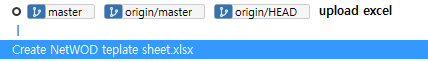 master origin/master origin/HEAD upload excel
Create NetWOD teplate sheet.xlsx